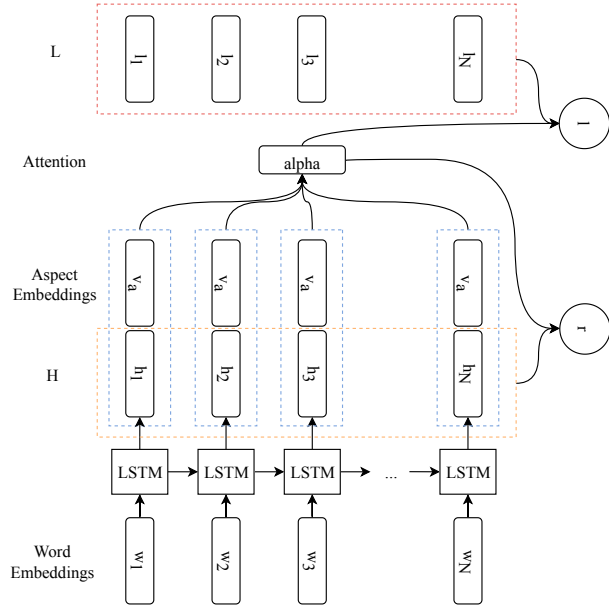 L
l1
l2
l3
lN
l
Attention
alpha
Aspect
Embeddings
va
va
va
va
r
H
h1
h2
h3
hN
LSTM
LSTM
LSTM
...
LSTM
Word
Embeddings
w1
w2
w3
wN